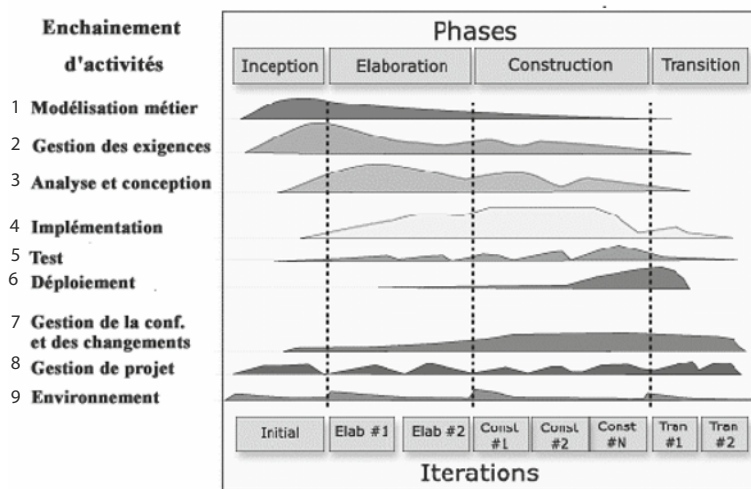 Enchainement
d'activités
Phases
Inception Elaboration Construction Transition
1 Modélisation métier
2 Gestion des exigences
3 Analyse et conception
4 Implémentation
5 Test
6 Déploiement
7 Gestion de la conf.
et des changements
8 Gestion de projet
9 Environnement
Initial Elab #1 Elab #2 Const #1 Const #2 Const #N Tran #1 Tran #2
Iterations